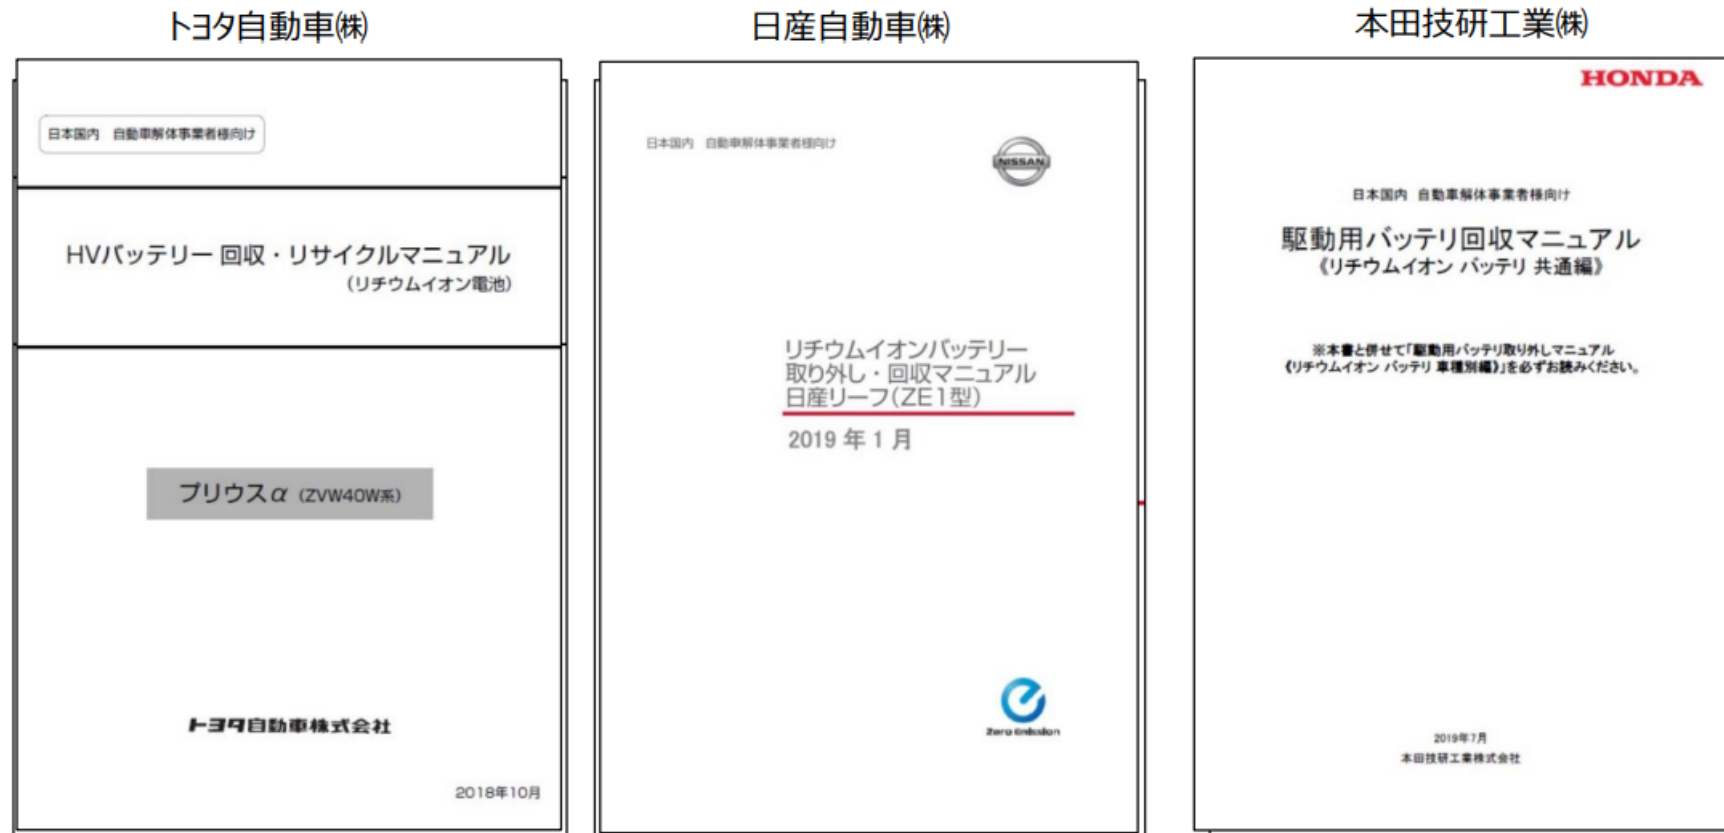 トヨタ自動車㈱
日本国内　自動車解体事業者様向け
HVバッテリー 回収・リサイクルマニュアル
（リチウムイオン電池）
プリウスα（ZVW40W系）
トヨタ自動車株式会社
2018年10月
日産自動車㈱
日本国内　自動車解体事業者様向け
NISSAN
リチウムイオンバッテリー
取り外し・回収マニュアル
日産リーフ（ZE1型）
2019 年 1 月
Zero Emission
本田技研工業㈱
HONDA
日本国内 自動車解体事業者様向け
駆動用バッテリ回収マニュアル
《リチウムイオン バッテリ 共通編》
※本書と併せて「駆動用バッテリ取り外しマニュアル
《リチウムイオン バッテリ 車種別編》」を必ずお読みください。
2019年7月
本田技研工業株式会社